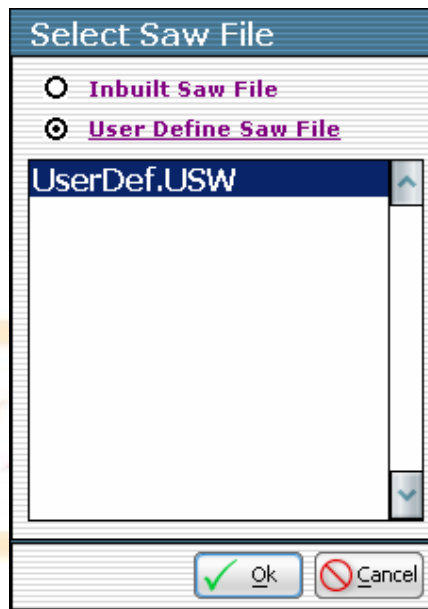 Select Saw File
Inbuilt Saw File
User Define Saw File
UserDef.USW
Ok
Cancel